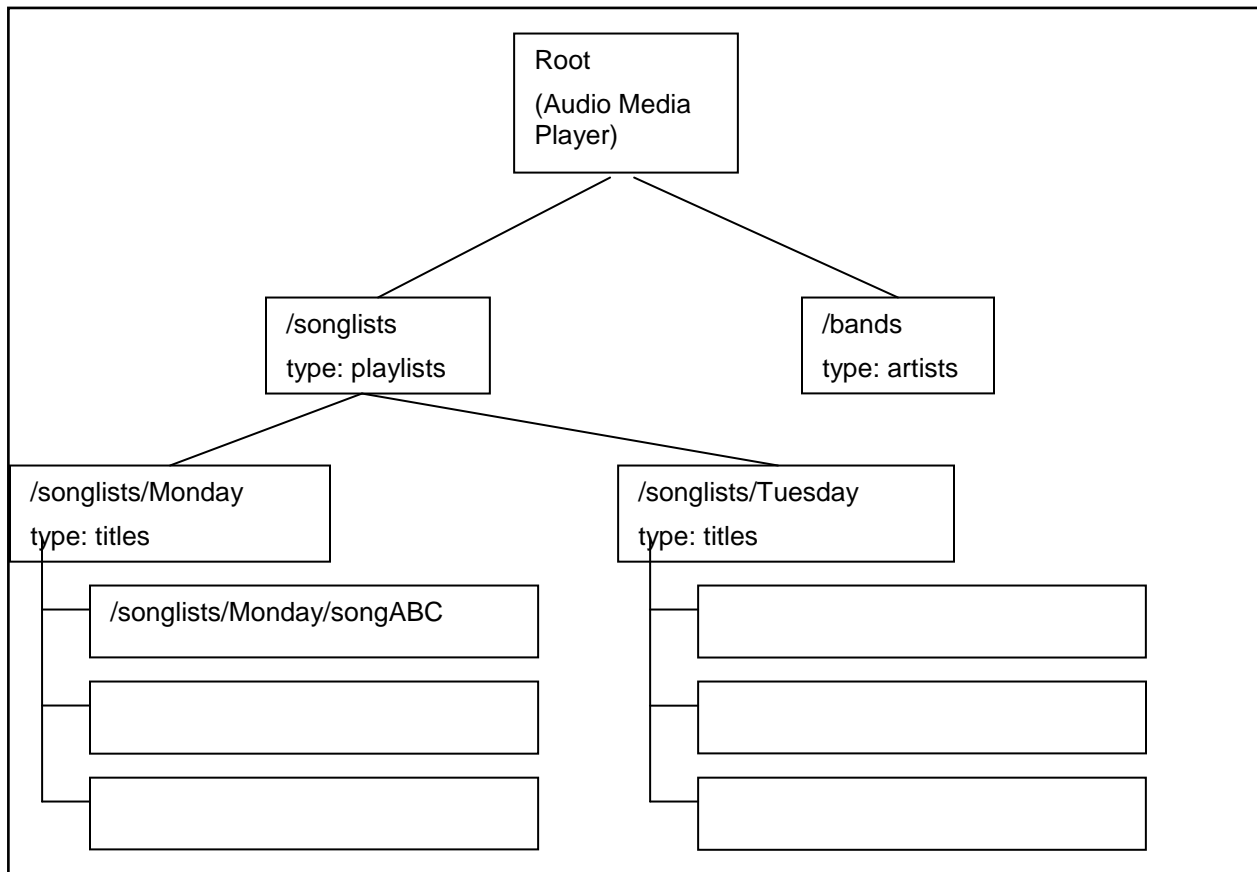 Root
(Audio Media
Player)
/songlists
type: playlists
/bands
type: artists
/songlists/Monday
type: titles
/songlists/Tuesday
type: titles
/songlists/Monday/songABC